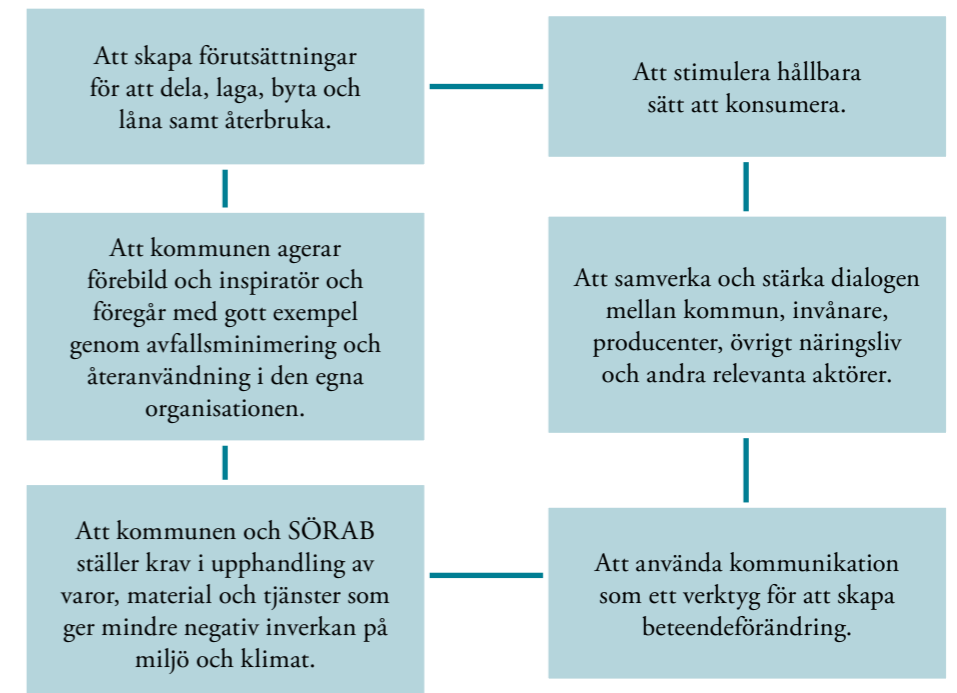 Att skapa förutsättningar
för att dela, laga, byta och
låna samt återbruka.
Att stimulera hållbara
sätt att konsumera.
Att kommunen agerar
förebild och inspiratör och
föregår med gott exempel
genom avfallsminimering och
återanvändning i den egna
organisationen.
Att samverka och stärka dialogen
mellan kommun, invånare,
producenter, övrigt näringsliv
och andra relevanta aktörer.
Att kommunen och SÖRAB
ställer krav i upphandling av
varor, material och tjänster som
ger mindre negativ inverkan på
miljö och klimat.
Att använda kommunikation
som ett verktyg för att skapa
beteendeförändring.